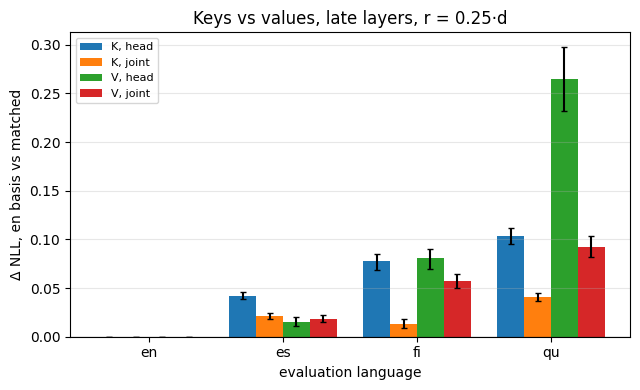 Keys vs values, late layers, r = 0.25·d
K, head
K, joint
V, head
V, joint
0.30
0.25
0.20
0.15
0.10
0.05
0.00
Δ NLL, en basis vs matched
en es fi qu
evaluation language